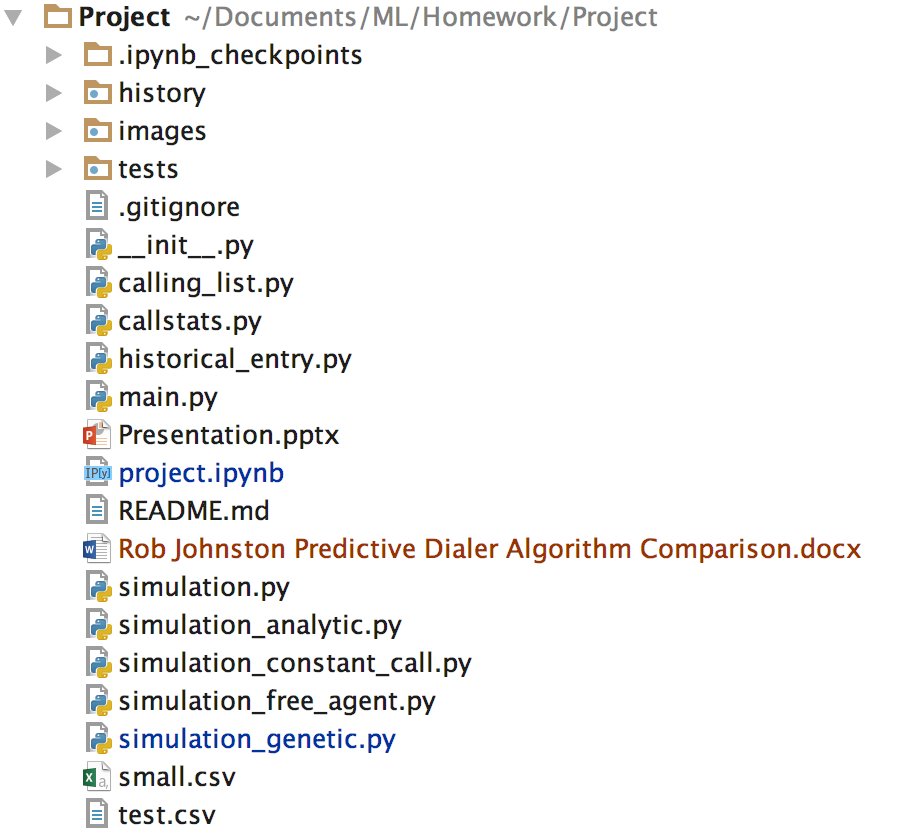 Project ~/Documents/ML/Homework/Project
.ipynb_checkpoints
history
images
tests
.gitignore
__init__.py
calling_list.py
callstats.py
historical_entry.py
main.py
P Presentation.pptx
IP[y] project.ipynb
README.md
W Rob Johnston Predictive Dialer Algorithm Comparison.docx
simulation.py
simulation_analytic.py
simulation_constant_call.py
simulation_free_agent.py
simulation_genetic.py
X a, small.csv
test.csv